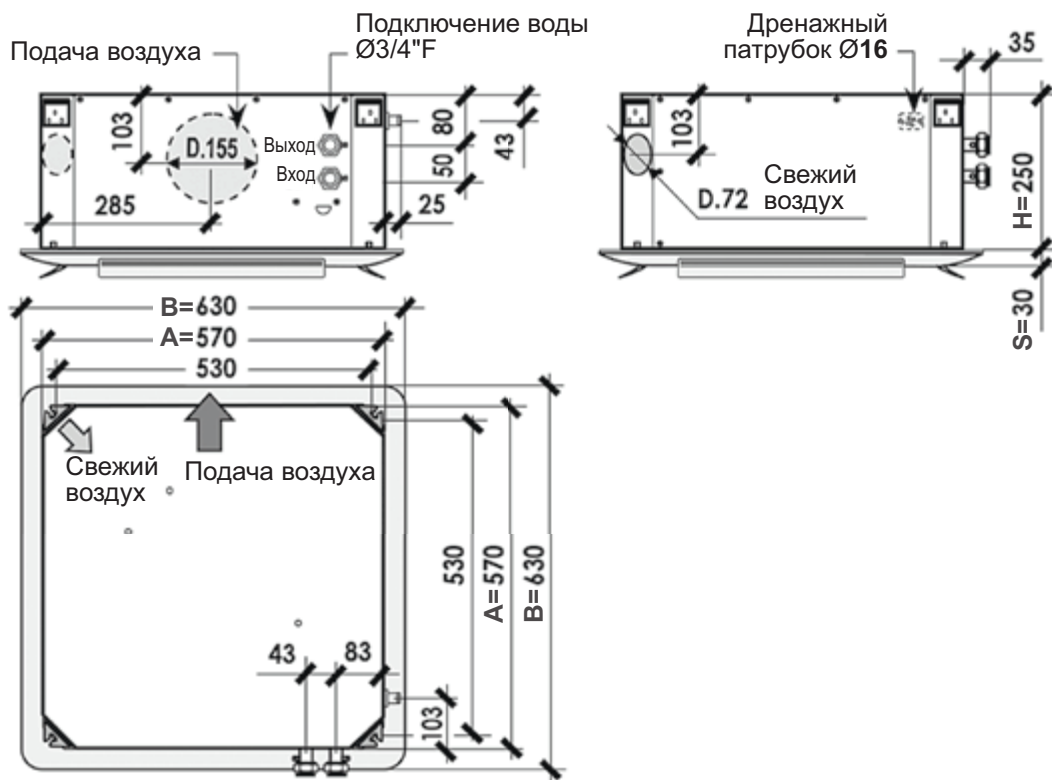 Подача воздуха
Подключение воды
Ø3/4"F
103
D.155
Выход
Вход
285
80
50
43
25
Дренажный
патрубок Ø16
35
103
D.72
Свежий
воздух
H=250
S=30
B=630
A=570
530
Свежий
воздух
Подача воздуха
530
A=570
B=630
43
83
103